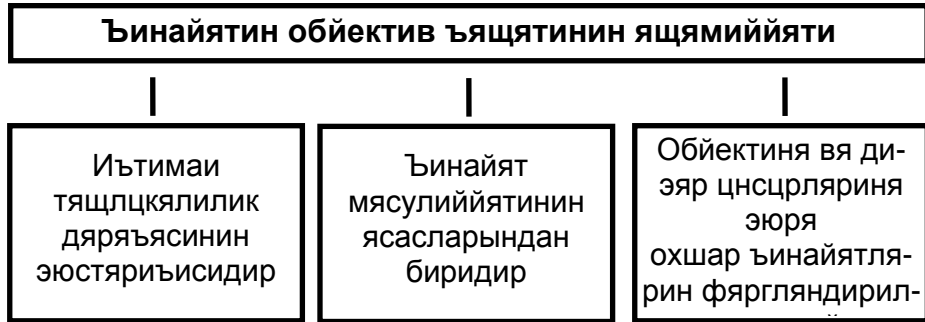 Ъинайятин обйектив ъящятинин ящямиййяти
Иътимаи
тящлцкялилик
дяряъясинин
эюстяриъисидир
Ъинайят
мясулиййятинин
ясасларындан
биридир
Обйектиня вя ди-
эяр цнсцрляриня
эюря
охшар ъинайятля-
рин фяргляндирил-